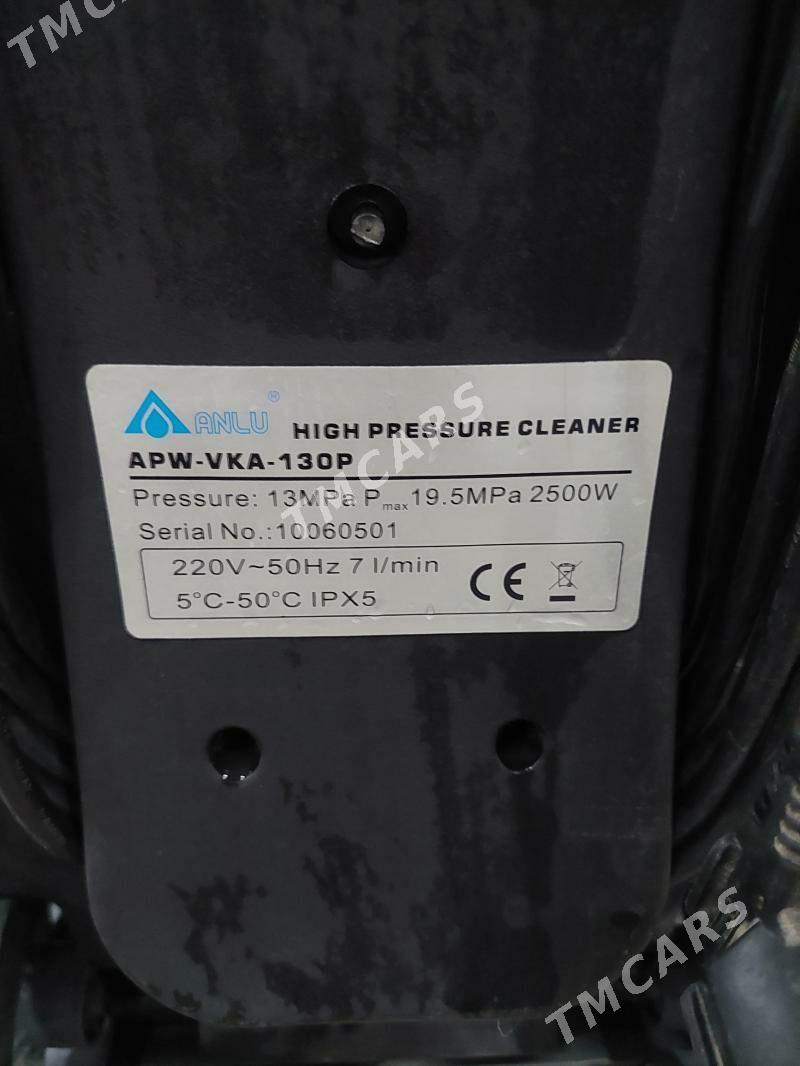 TMCARS
ANLU ®
HIGH PRESSURE CLEANER
APW-VKA-130P
Pressure: 13MPa Pmax 19.5MPa 2500W
Serial No.:10060501
220V~50Hz 7 l/min
5°C-50°C IPX5
CE
TMCARS
TMCARS